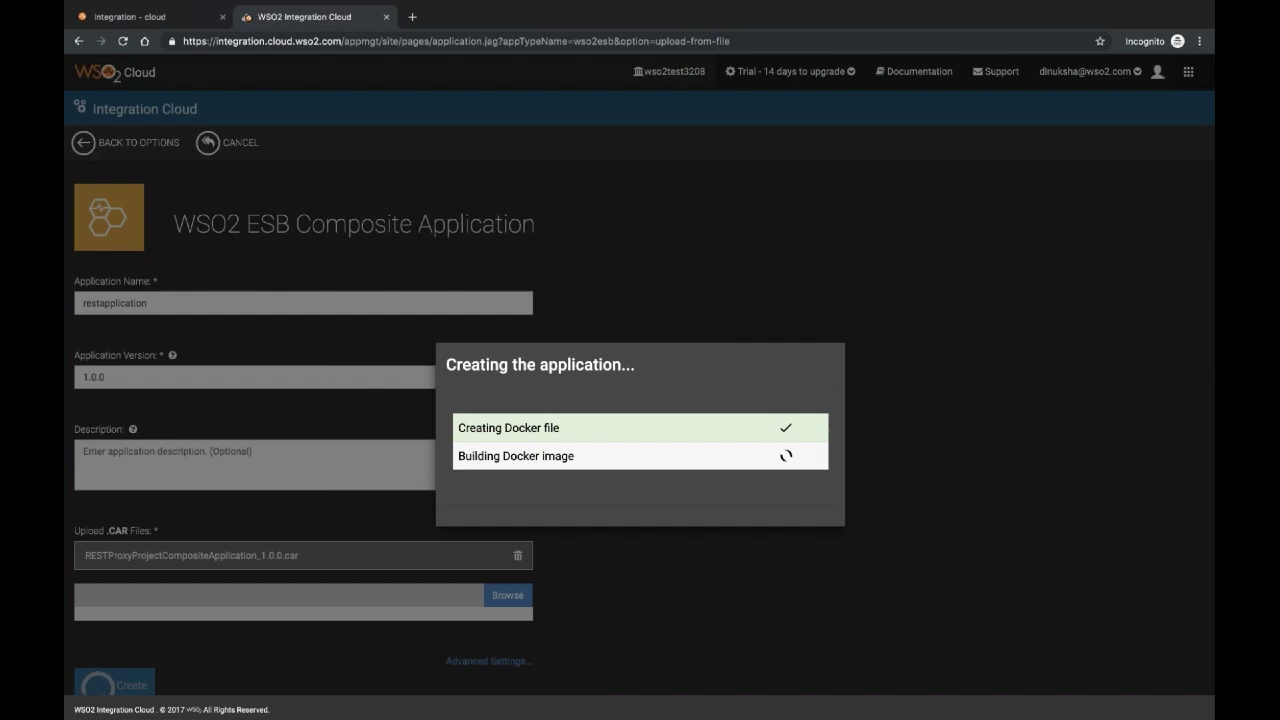 Integration - cloud
WSO2 Integration Cloud
https://integration.cloud.wso2.com/appmgt/site/pages/application.jag?appTypeName=wso2esb&option=upload-from-file
Incognito
WSO2 Cloud
wso2test3208
Trial - 14 days to upgrade
Documentation
Support
dinuksha@wso2.com
Integration Cloud
BACK TO OPTIONS
CANCEL
WSO2 ESB Composite Application
Application Name: *
restapplication
Application Version: *
1.0.0
Description:
Enter application description. (Optional)
Upload .CAR Files: *
RESTProxyProjectCompositeApplication_1.0.0.car
Browse
Advanced Settings...
Create
Creating the application...
Creating Docker file
Building Docker image
WSO2 Integration Cloud . © 2017 WSO2 All Rights Reserved.